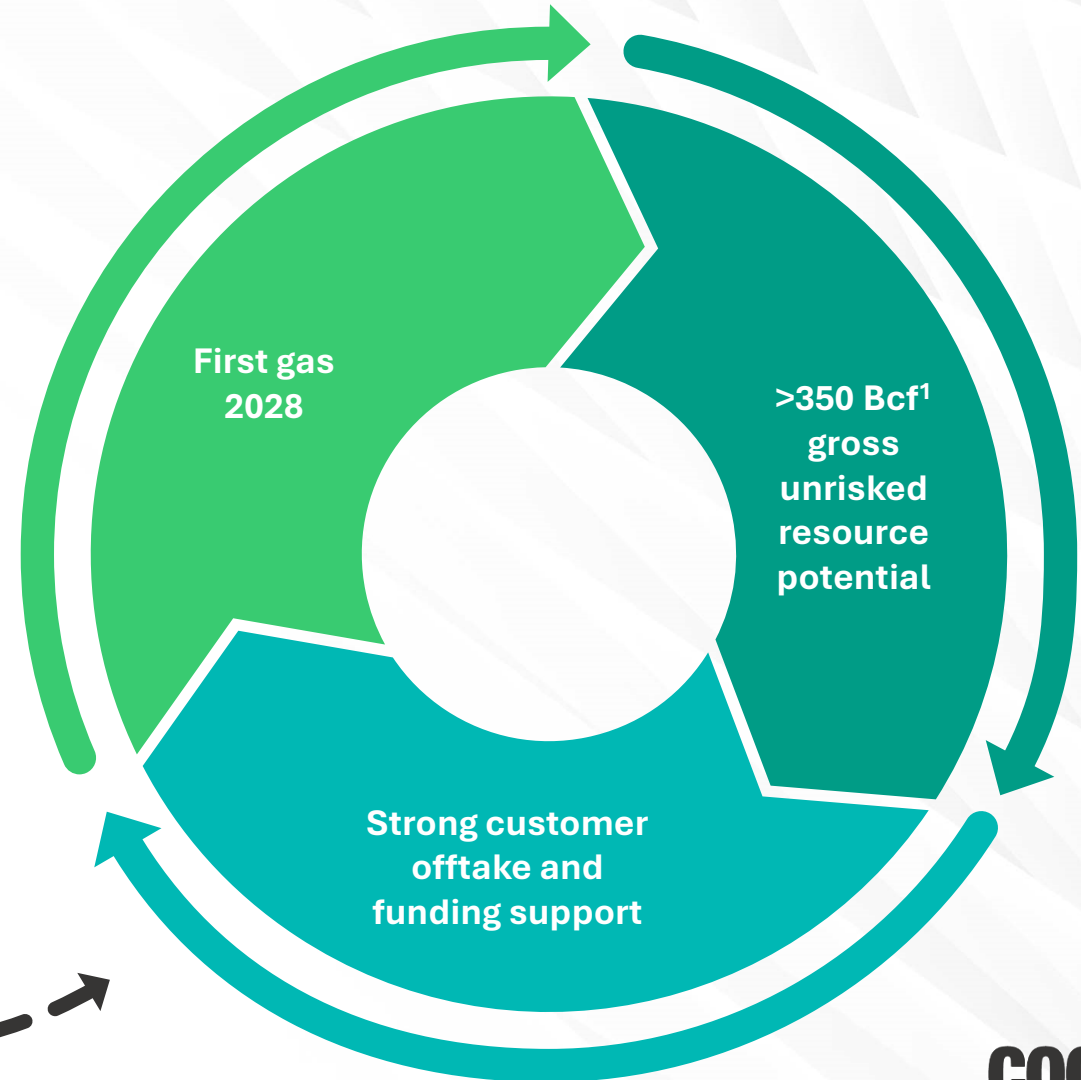 First gas
2028
>350 Bcf¹
gross
unrisked
resource
potential
Strong customer
offtake and
funding support